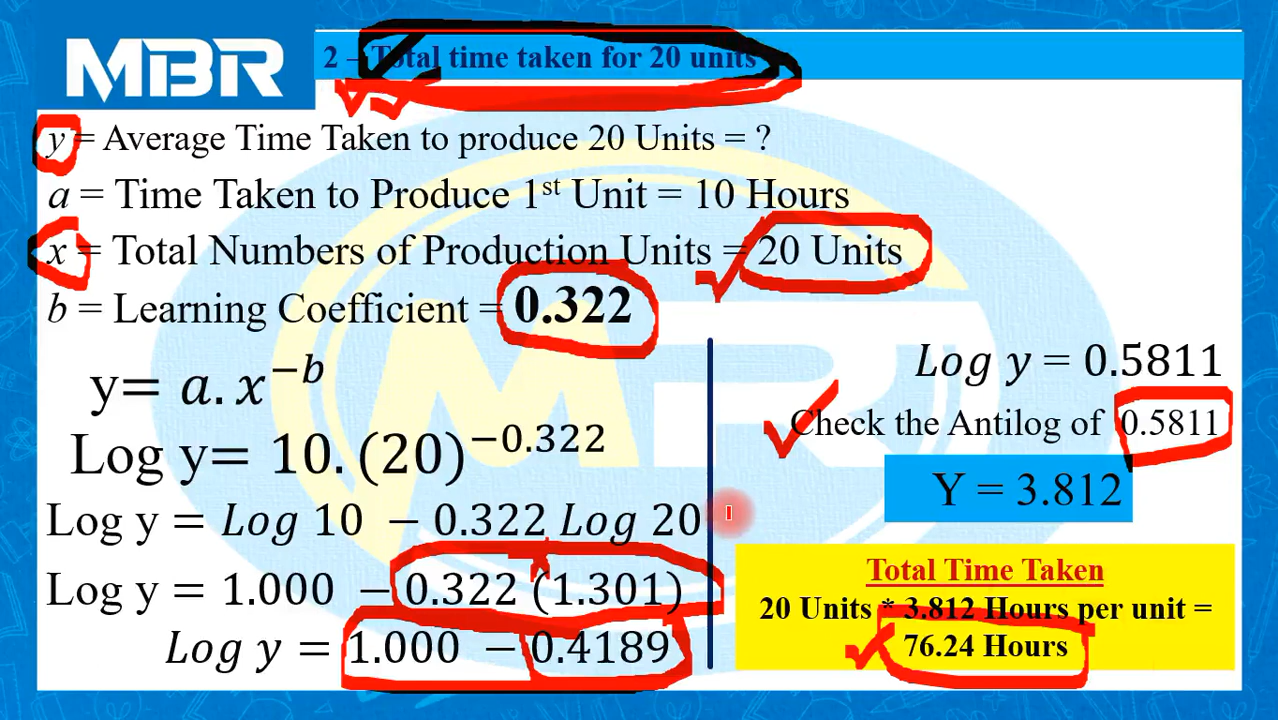 MBR
2 – Total time taken for 20 units
y = Average Time Taken to produce 20 Units = ?
a = Time Taken to Produce 1st Unit = 10 Hours
x = Total Numbers of Production Units = 20 Units
b = Learning Coefficient = 0.322
y= a. x^−b
Log y= 10. (20)^−0.322
Log y = Log 10 − 0.322 Log 20
Log y = 1.000 − 0.322 (1.301)
Log y = 1.000 − 0.4189
Log y = 0.5811
Check the Antilog of 0.5811
Y = 3.812
Total Time Taken
20 Units * 3.812 Hours per unit =
76.24 Hours